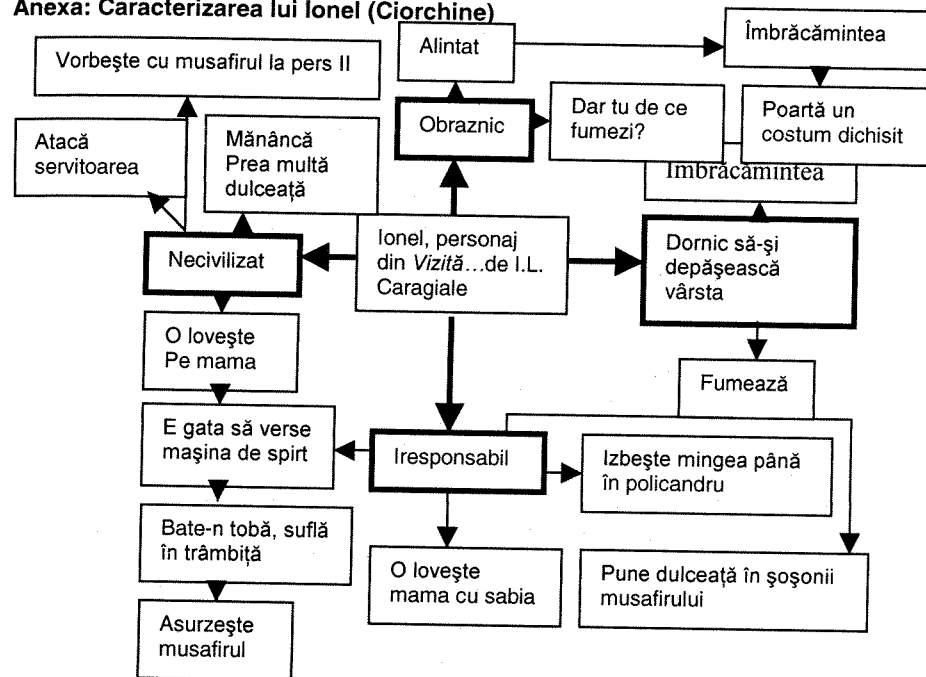 Anexa: Caracterizarea lui Ionel (Ciorchine)
Alintat
Îmbrăcămintea
Vorbeşte cu musafirul la pers II
Obraznic
Dar tu de ce
fumezi?
Poartă un
costum dichisit
Atacă
servitoarea
Mănâncă
Prea multă
dulceaţă
Îmbrăcămintea
Necivilizat
Ionel, personaj
din Vizită...de I.L.
Caragiale
Dornic să-şi
depăşească
vârsta
O loveşte
Pe mama
Fumează
E gata să verse
maşina de spirt
Iresponsabil
Izbeşte mingea până
în policandru
Bate-n tobă, suflă
în trâmbiţă
O loveşte
mama cu sabia
Pune dulceaţă în şoşonii
musafirului
Asurzeşte
musafirul